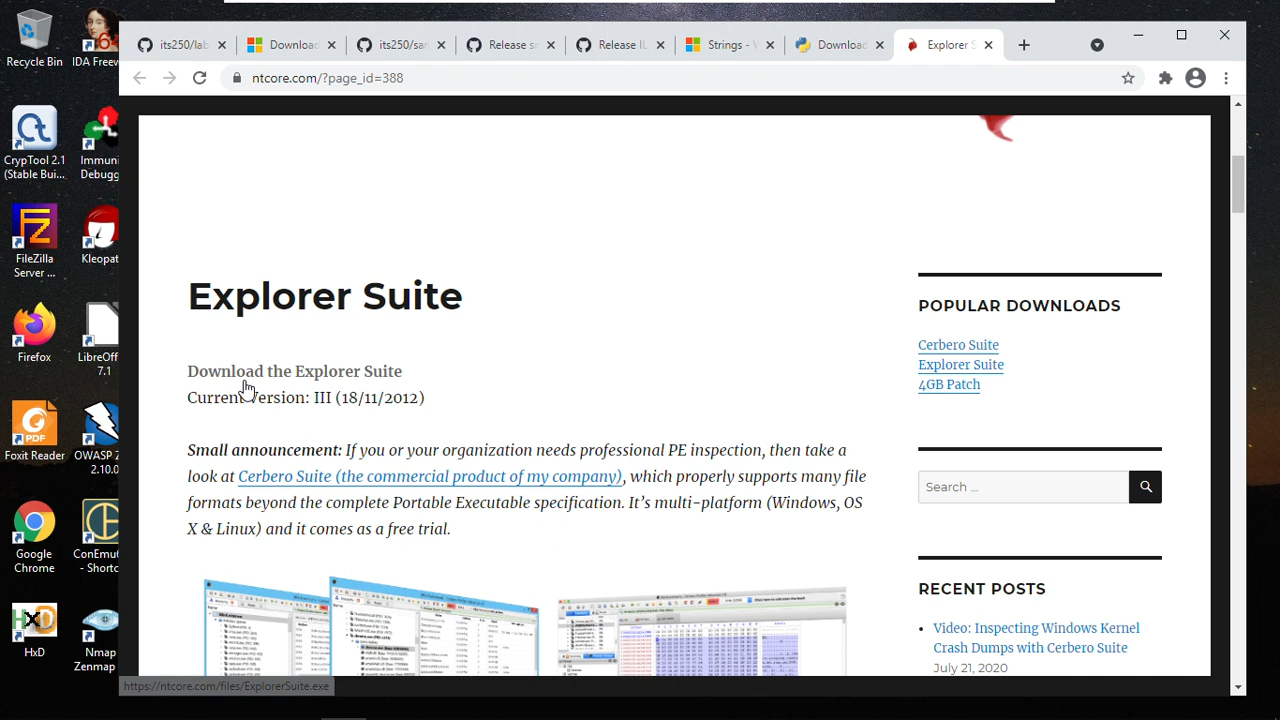 its250/lab
Download
its250/sar
Release sr
Release IL
Strings - W
Download
Explorer S
ntcore.com/?page_id=388
Recycle Bin
IDA Freew
CrypTool 2.1
(Stable Bui...
Immuni
Debugg
FileZilla
Server ...
Kleopat
Firefox
LibreOff
7.1
Foxit Reader
OWASP Z
2.10.0
Google
Chrome
ConEmu
- Shortc
HxD
Nmap
Zenmap
Explorer Suite
Download the Explorer Suite
Current Version: III (18/11/2012)
Small announcement: If you or your organization needs professional PE inspection, then take a
look at Cerbero Suite (the commercial product of my company), which properly supports many file
formats beyond the complete Portable Executable specification. It's multi-platform (Windows, OS
X & Linux) and it comes as a free trial.
POPULAR DOWNLOADS
Cerbero Suite
Explorer Suite
4GB Patch
Search ...
RECENT POSTS
Video: Inspecting Windows Kernel
Crash Dumps with Cerbero Suite
July 21, 2020
https://ntcore.com/files/ExplorerSuite.exe